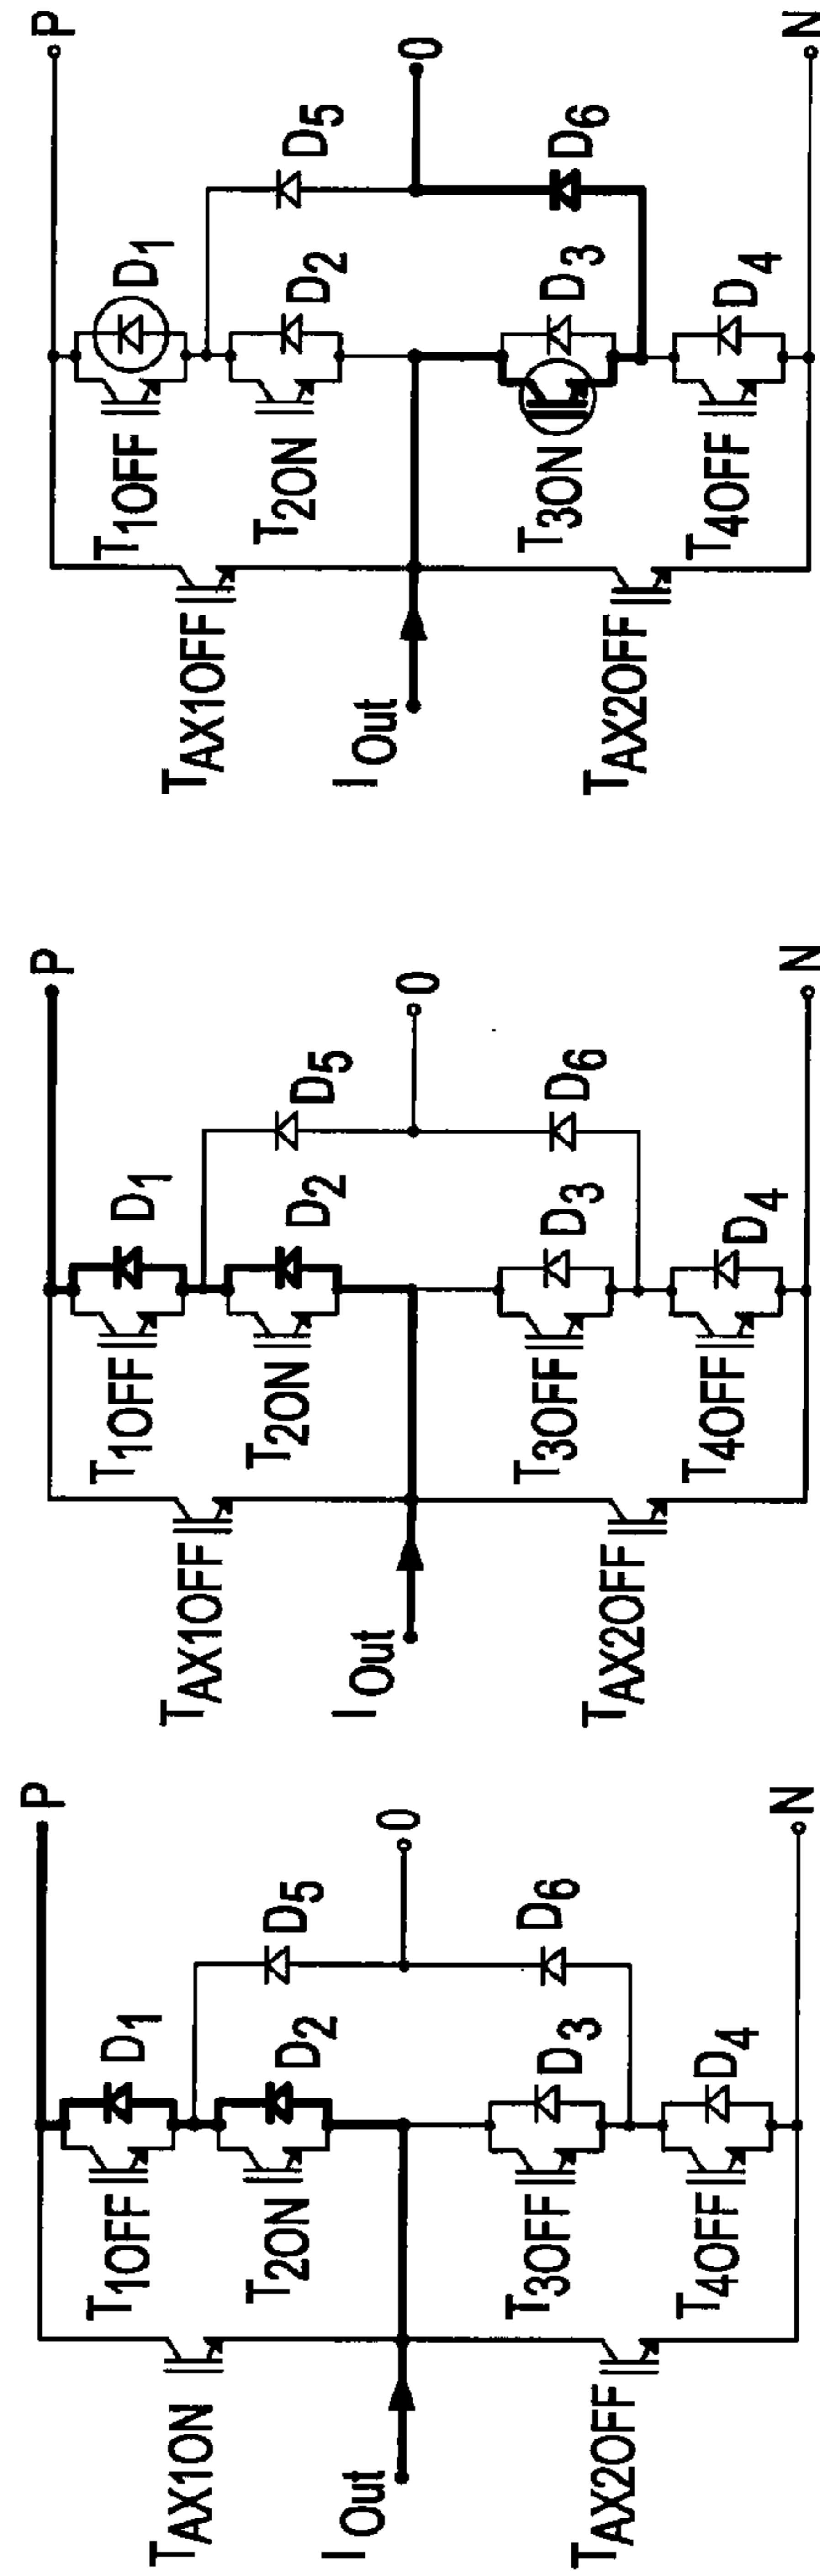 P
D1
T1OFF
TAX1ON
D5
D2
T2ON
0
IOut
D6
D3
T3OFF
TAX2OFF
D4
T4OFF
N
P
D1
T1OFF
TAX1OFF
D5
D2
T2ON
0
IOut
D6
D3
T3OFF
TAX2OFF
D4
T4OFF
N
P
D1
T1OFF
TAX1OFF
D5
D2
T2ON
0
IOut
D6
D3
T3ON
TAX2OFF
D4
T4OFF
N